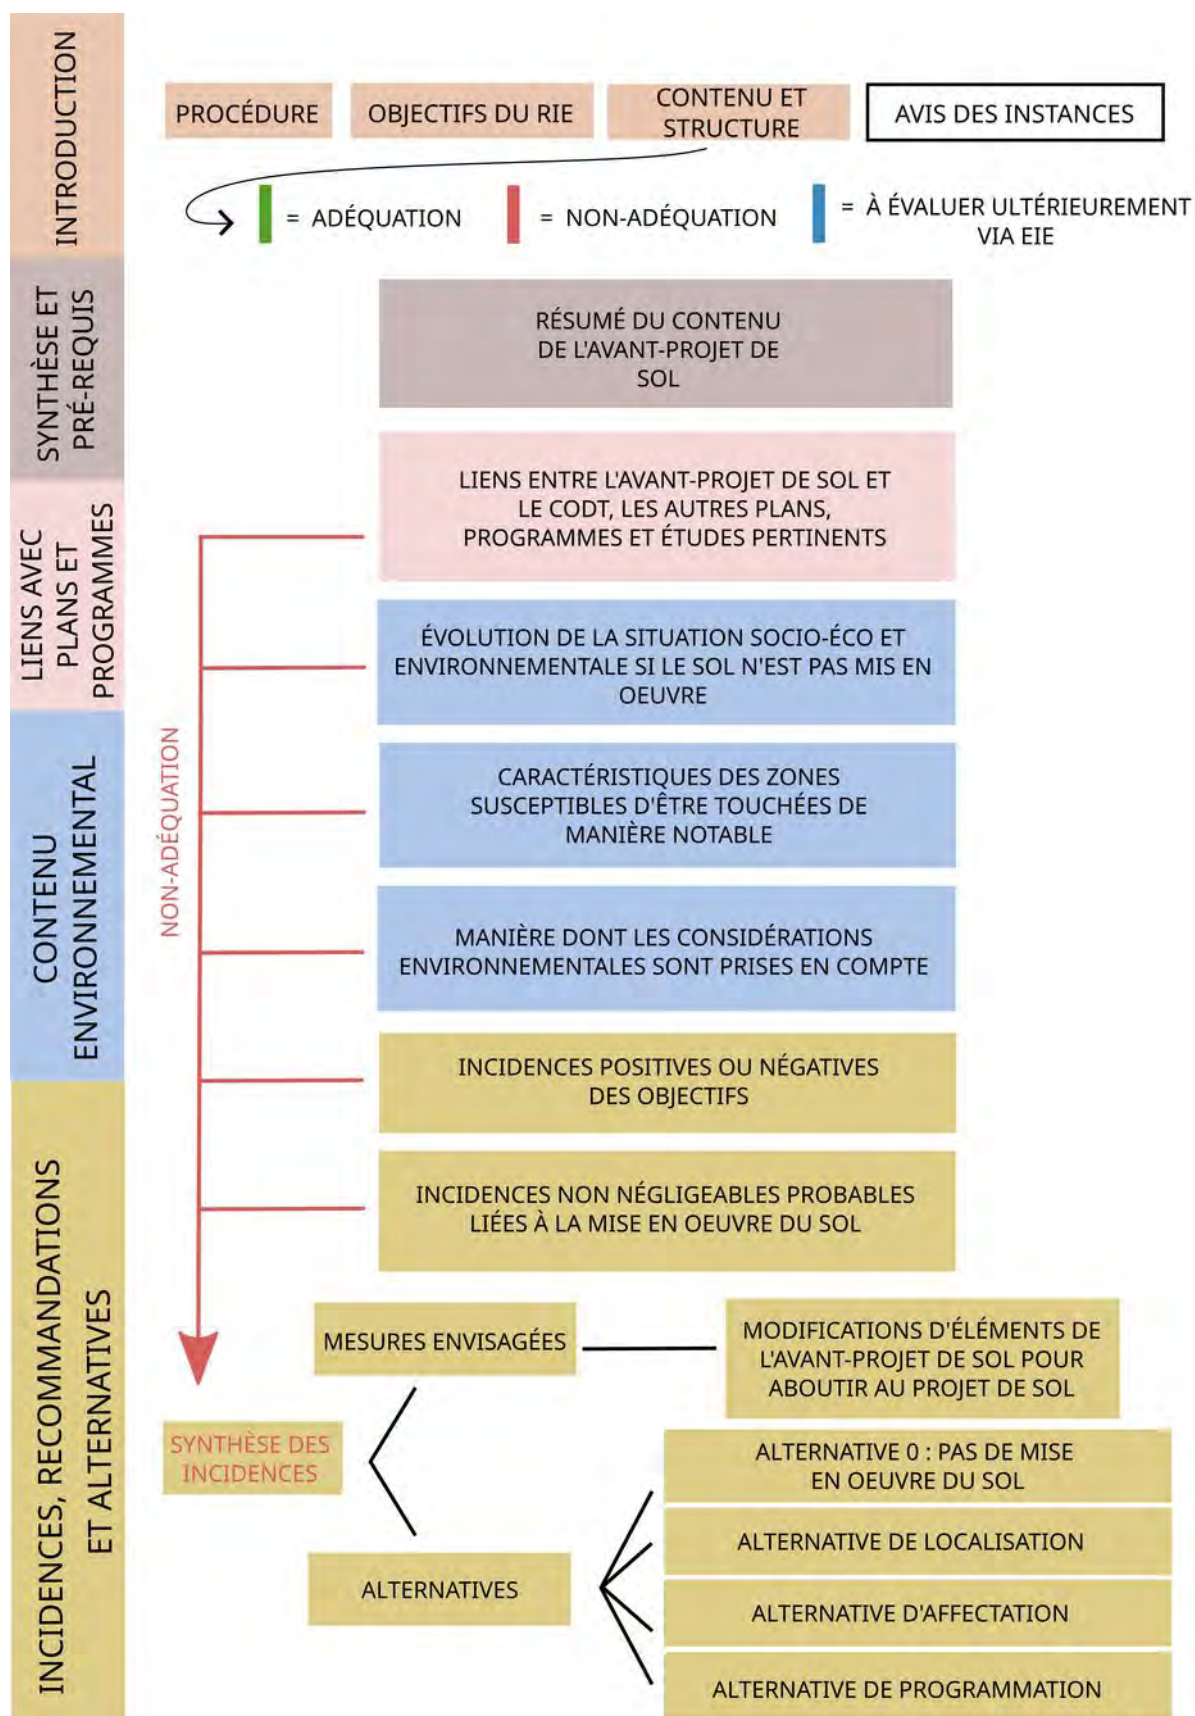 INTRODUCTION
PROCÉDURE
OBJECTIFS DU RIE
CONTENU ET
STRUCTURE
AVIS DES INSTANCES
= ADÉQUATION
= NON-ADÉQUATION
= À ÉVALUER ULTÉRIEUREMENT
VIA EIE
SYNTHÈSE ET
PRÉ-REQUIS
RÉSUMÉ DU CONTENU
DE L'AVANT-PROJET DE
SOL
LIENS AVEC
PLANS ET
PROGRAMMES
LIENS ENTRE L'AVANT-PROJET DE SOL ET
LE CODT, LES AUTRES PLANS,
PROGRAMMES ET ÉTUDES PERTINENTS
ÉVOLUTION DE LA SITUATION SOCIO-ÉCO ET
ENVIRONNEMENTALE SI LE SOL N'EST PAS MIS EN
OEUVRE
CONTENU
ENVIRONNEMENTAL
NON-ADÉQUATION
CARACTÉRISTIQUES DES ZONES
SUSCEPTIBLES D'ÊTRE TOUCHÉES DE
MANIÈRE NOTABLE
MANIÈRE DONT LES CONSIDÉRATIONS
ENVIRONNEMENTALES SONT PRISES EN COMPTE
INCIDENCES, RECOMMANDATIONS
ET ALTERNATIVES
INCIDENCES POSITIVES OU NÉGATIVES
DES OBJECTIFS
INCIDENCES NON NÉGLIGEABLES PROBABLES
LIÉES À LA MISE EN OEUVRE DU SOL
MESURES ENVISAGÉES
MODIFICATIONS D'ÉLÉMENTS DE
L'AVANT-PROJET DE SOL POUR
ABOUTIR AU PROJET DE SOL
SYNTHÈSE DES
INCIDENCES
ALTERNATIVE 0 : PAS DE MISE
EN OEUVRE DU SOL
ALTERNATIVE DE LOCALISATION
ALTERNATIVES
ALTERNATIVE D'AFFECTATION
ALTERNATIVE DE PROGRAMMATION